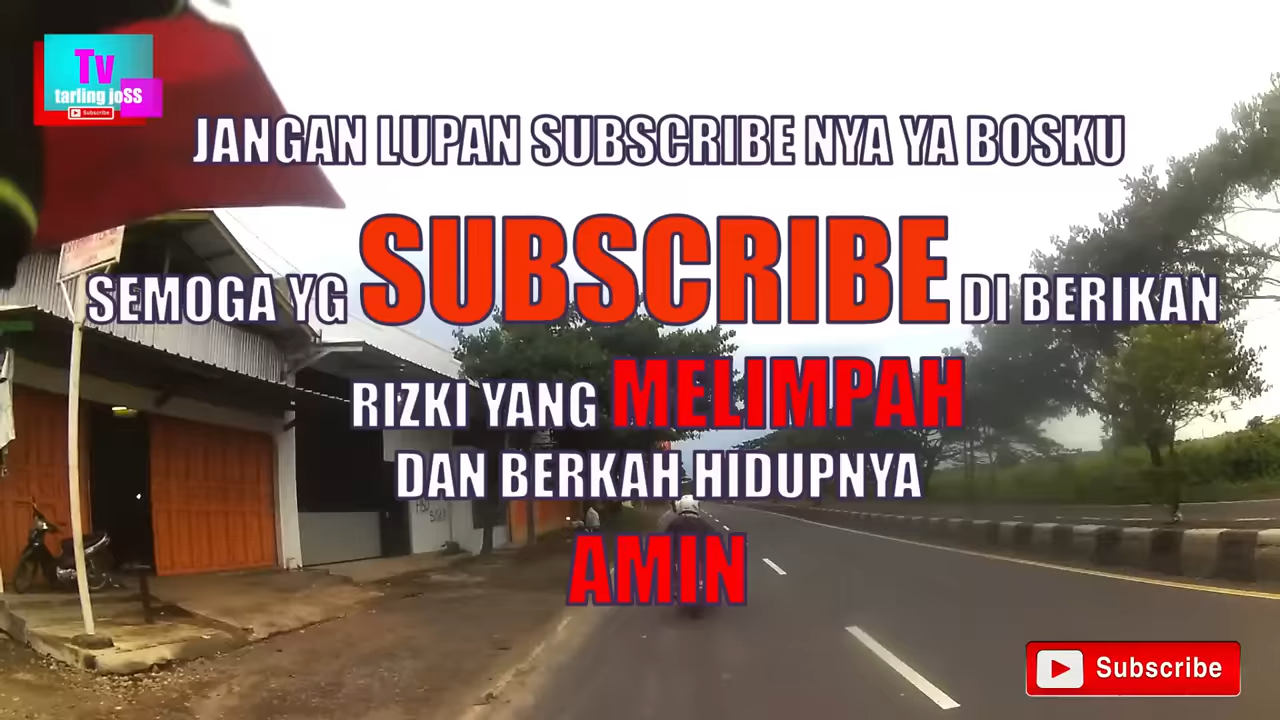 Tv
tarling joSS
Subscribe
JANGAN LUPAN SUBSCRIBE NYA YA BOSKU
SEMOGA YG SUBSCRIBE DI BERIKAN
RIZKI YANG MELIMPAH
DAN BERKAH HIDUPNYA
AMIN
Subscribe